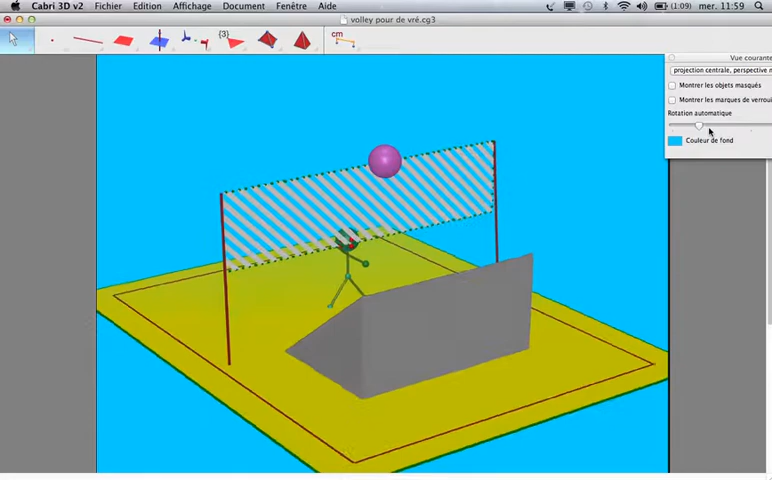 Cabri 3D v2 Fichier Edition Affichage Document Fenêtre Aide (1:09) mer. 11:59
volley pour de vré.cg3
{3} cm
Vue courante
projection centrale, perspective
Montrer les objets masqués
Montrer les marques de
Rotation automatique
Couleur de fond